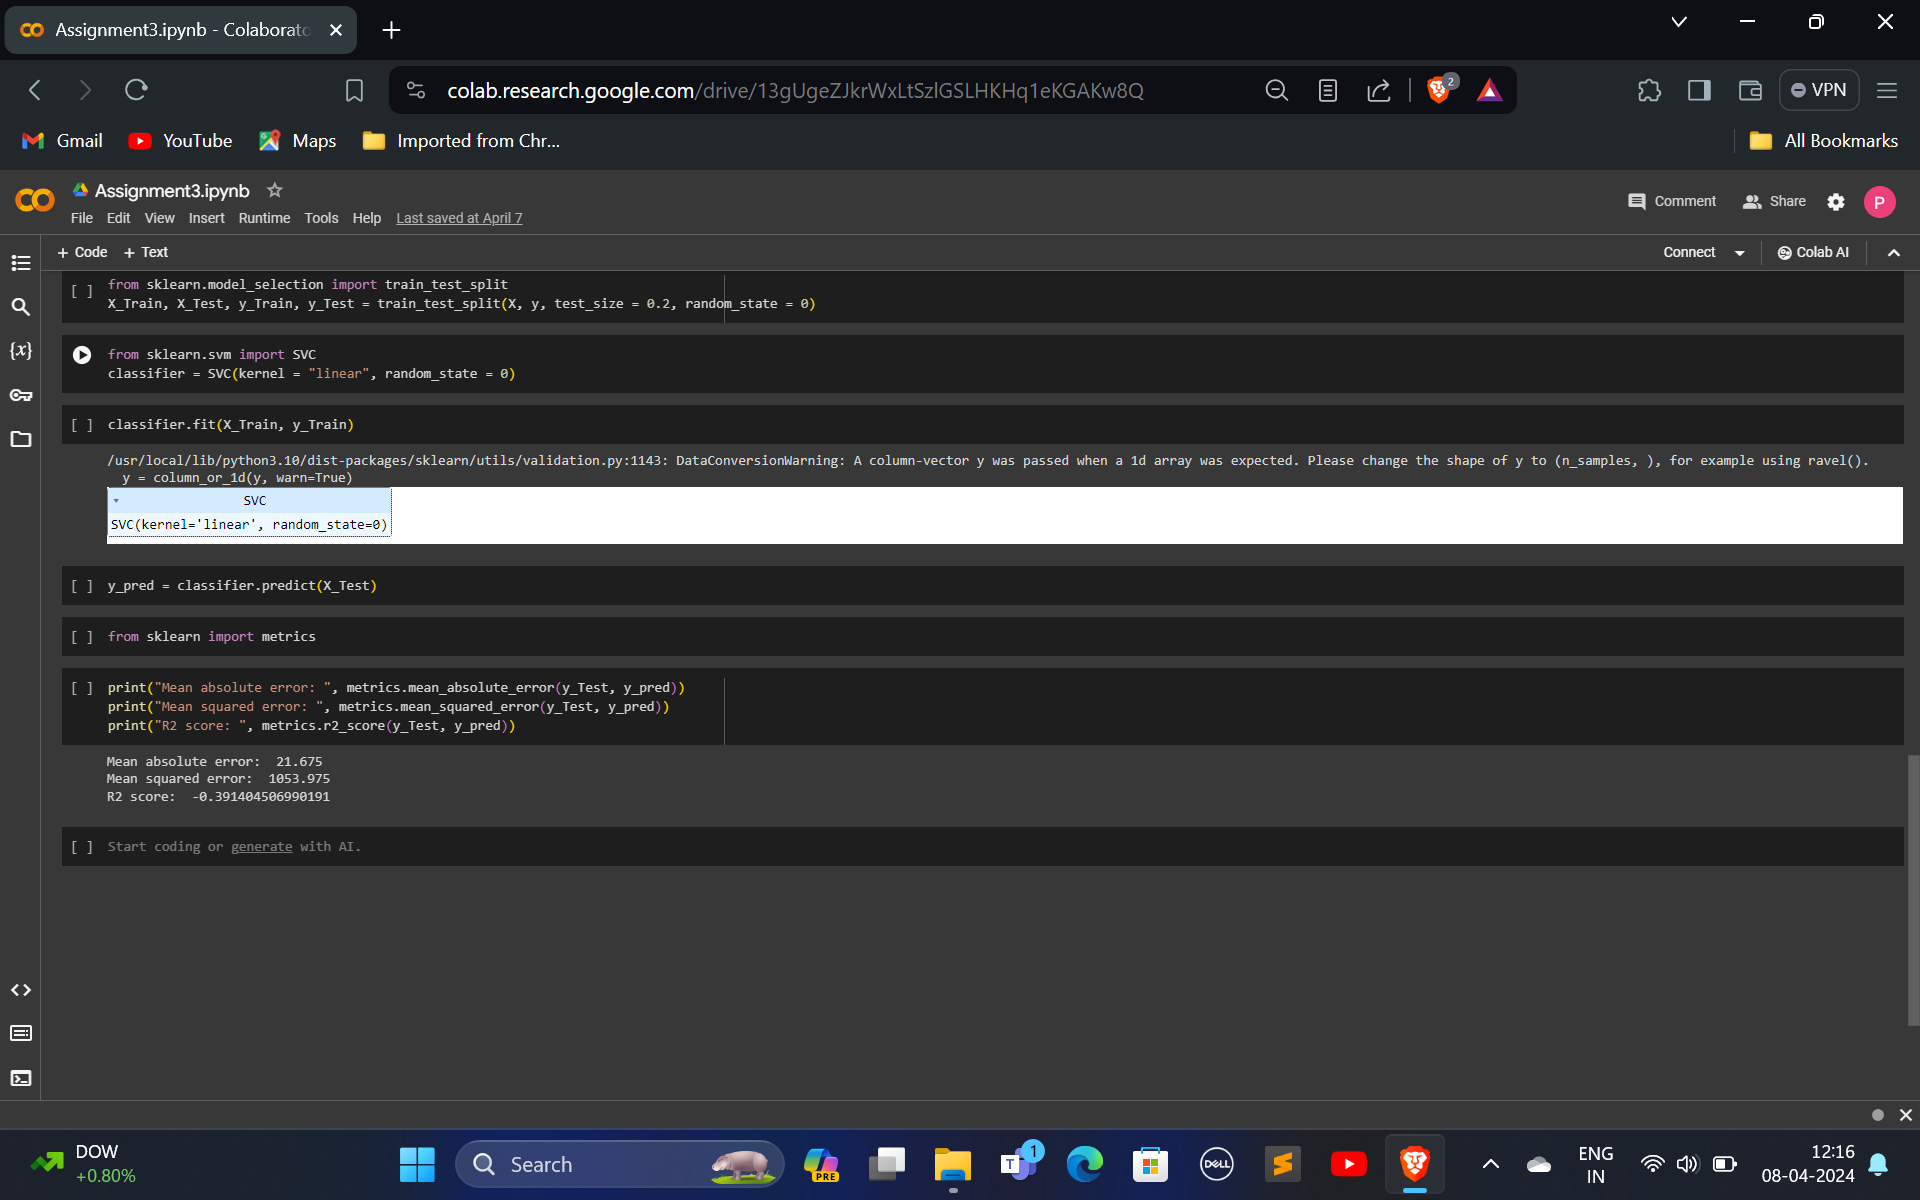 Assignment3.ipynb - Colaborato
colab.research.google.com/drive/13gUgeZJkrWxLtSzlGSLHKHq1eKGAKw8Q
2
VPN
Gmail
YouTube
Maps
Imported from Chr...
All Bookmarks
Assignment3.ipynb
File Edit View Insert Runtime Tools Help Last saved at April 7
Comment
Share
P
+ Code + Text
Connect
Colab AI
{x}
[ ] from sklearn.model_selection import train_test_split
X_Train, X_Test, y_Train, y_Test = train_test_split(X, y, test_size = 0.2, random_state = 0)
from sklearn.svm import SVC
classifier = SVC(kernel = "linear", random_state = 0)
[ ] classifier.fit(X_Train, y_Train)
/usr/local/lib/python3.10/dist-packages/sklearn/utils/validation.py:1143: DataConversionWarning: A column-vector y was passed when a 1d array was expected. Please change the shape of y to (n_samples, ), for example using ravel().
y = column_or_1d(y, warn=True)
SVC
SVC(kernel='linear', random_state=0)
[ ] y_pred = classifier.predict(X_Test)
[ ] from sklearn import metrics
[ ] print("Mean absolute error: ", metrics.mean_absolute_error(y_Test, y_pred))
print("Mean squared error: ", metrics.mean_squared_error(y_Test, y_pred))
print("R2 score: ", metrics.r2_score(y_Test, y_pred))
Mean absolute error:  21.675
Mean squared error:  1053.975
R2 score:  -0.391404506990191
[ ] Start coding or generate with AI.
DOW
+0.80%
Search
PRE
T
1
DELL
ENG
IN
12:16
08-04-2024